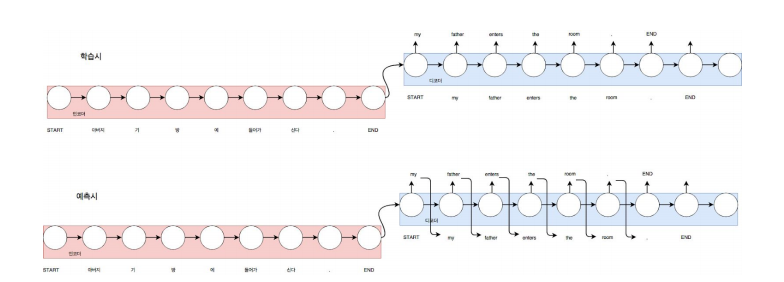 my father enters the room . END
학습시
디코더
START my father enters the room . END
인코더
START 아버지 가 방 에 들어가 신다 . END
my father enters the room . END
예측시
디코더
START my father enters the room . END
인코더
START 아버지 가 방 에 들어가 신다 . END